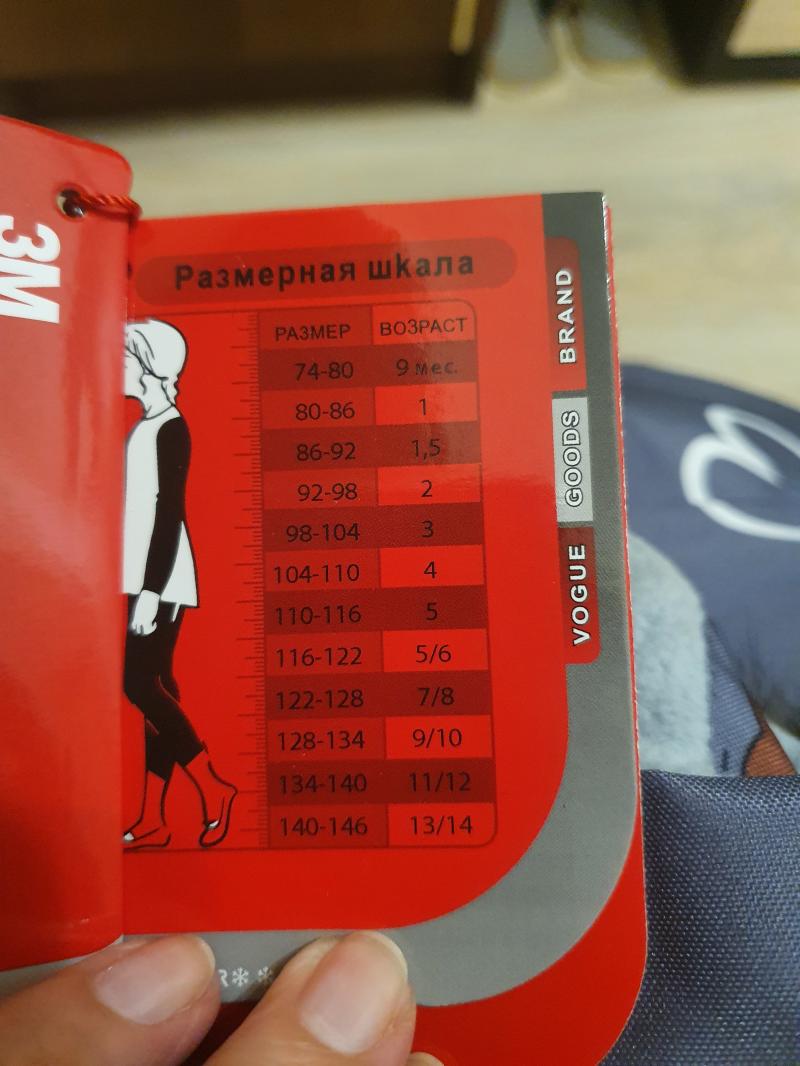 3M
Размерная шкала
РАЗМЕР ВОЗРАСТ
74-80 9 мес.
80-86 1
86-92 1,5
92-98 2
98-104 3
104-110 4
110-116 5
116-122 5/6
122-128 7/8
128-134 9/10
134-140 11/12
140-146 13/14
BRAND
GOODS
VOGUE